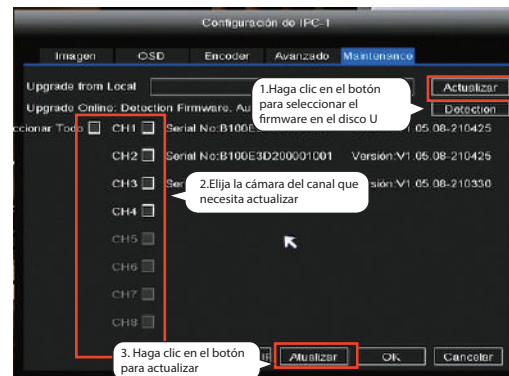 Configuración de IPC-1
Imagen OSD Encoder Avanzado Maintenance
Upgrade from Local Actualizar
1.Haga clic en el botón
para seleccionar el
firmware en el disco U
Upgrade Online: Detection Firmware. Au Detection
ccionar Todo CH1 Serial No:B100E 05.08-210425
CH2 Serial No:B100E3D200001001 Versión:V1.05.08-210425
CH3 Ser sión:V1.05.08-210330
2.Elija la cámara del canal que
necesita actualizar
CH4
CH5
CH6
CH7
CH8
3. Haga clic en el botón
para actualizar
Atualizar OK Cancelar